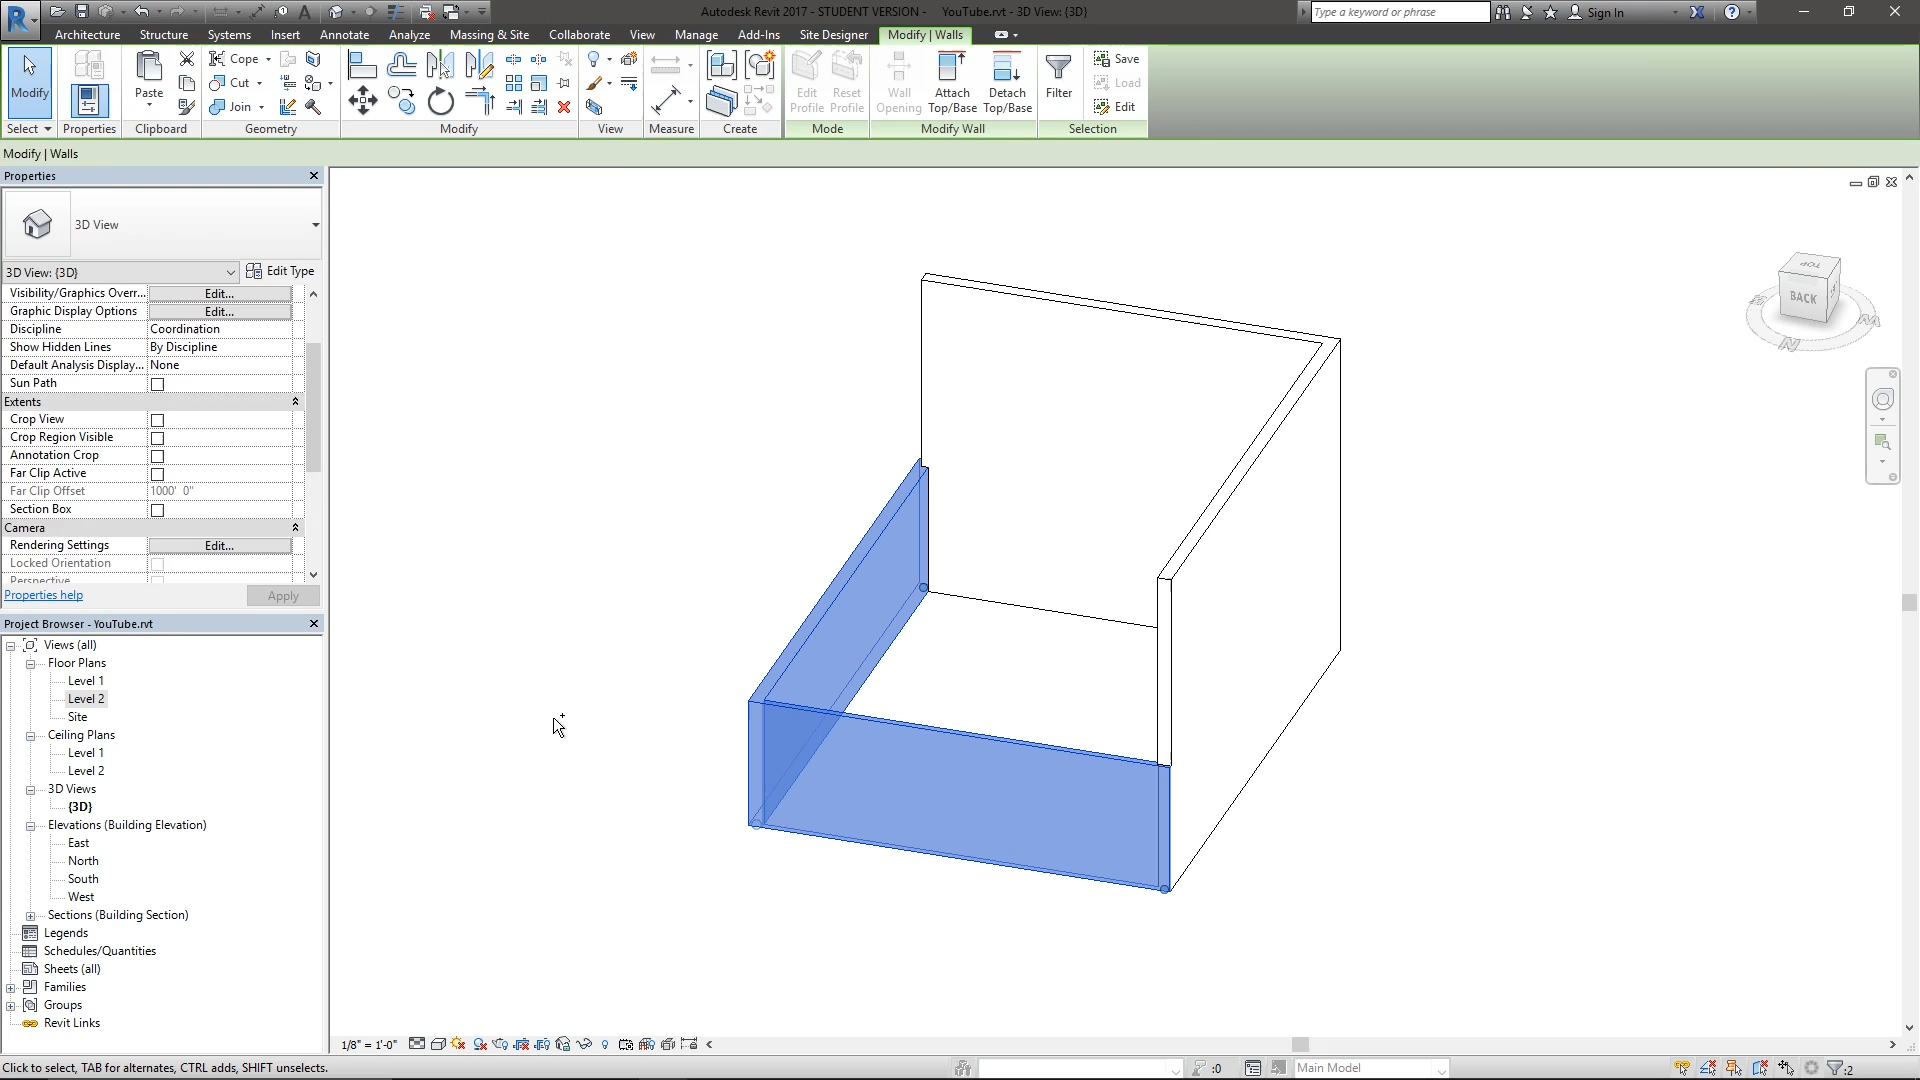 Autodesk Revit 2017 - STUDENT VERSION - YouTube.rvt - 3D View: {3D}
Type a keyword or phrase
Sign In
Architecture Structure Systems Insert Annotate Analyze Massing & Site Collaborate View Manage Add-Ins Site Designer Modify | Walls
Modify
Paste
Cope
Cut
Join
Edit Profile
Reset Profile
Wall Opening
Attach Top/Base
Detach Top/Base
Filter
Save
Load
Edit
Select Properties Clipboard Geometry Modify View Measure Create Mode Modify Wall Selection
Modify | Walls
Properties
3D View
3D View: {3D}
Edit Type
Visibility/Graphics Overr... Edit...
Graphic Display Options Edit...
Discipline Coordination
Show Hidden Lines By Discipline
Default Analysis Display... None
Sun Path
Extents
Crop View
Crop Region Visible
Annotation Crop
Far Clip Active
Far Clip Offset 1000' 0"
Section Box
Camera
Rendering Settings Edit...
Locked Orientation
Perspective
Properties help
Apply
Project Browser - YouTube.rvt
Views (all)
Floor Plans
Level 1
Level 2
Site
Ceiling Plans
Level 1
Level 2
3D Views
{3D}
Elevations (Building Elevation)
East
North
South
West
Sections (Building Section)
Legends
Schedules/Quantities
Sheets (all)
Families
Groups
Revit Links
TOP
BACK
N
1/8" = 1'-0"
Click to select, TAB for alternates, CTRL adds, SHIFT unselects.
:0
Main Model
:2